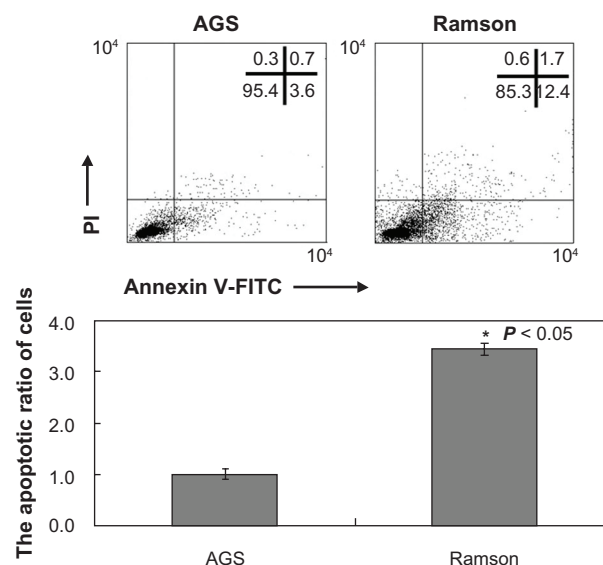 AGS Ramson
10⁴ 0.3 0.7 0.6 1.7
95.4 3.6 85.3 12.4
PI
10⁴ 10⁴
Annexin V-FITC
The apoptotic ratio of cells
4.0
* P < 0.05
3.0
2.0
1.0
0.0
AGS Ramson